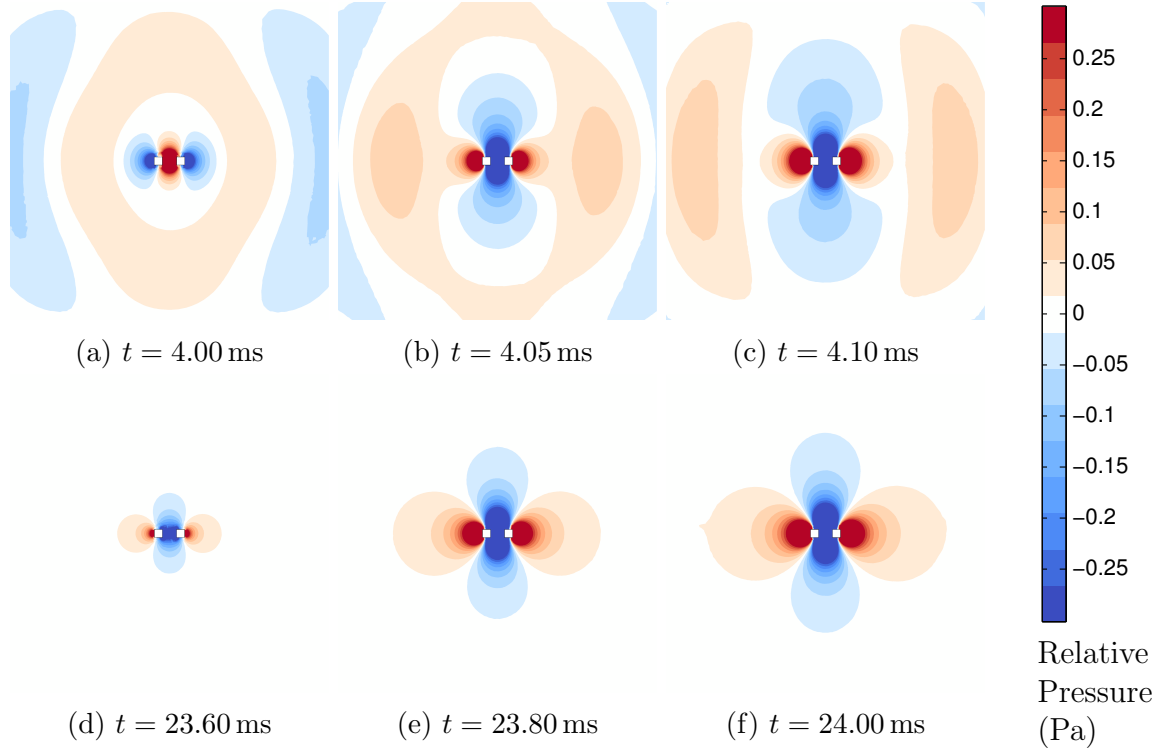 0.25
0.2
0.15
0.1
0.05
0
−0.05
−0.1
−0.15
−0.2
−0.25
Relative
Pressure
(Pa)
(a) t = 4.00 ms
(b) t = 4.05 ms
(c) t = 4.10 ms
(d) t = 23.60 ms
(e) t = 23.80 ms
(f) t = 24.00 ms